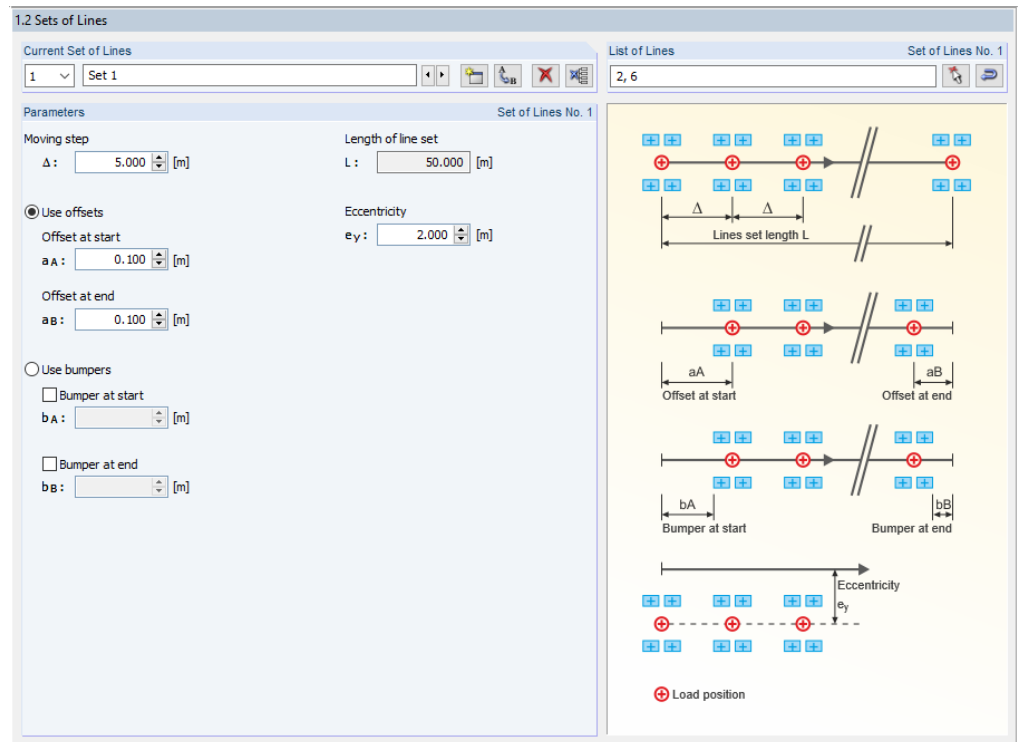 1.2 Sets of Lines
Current Set of Lines
1 Set 1
A
B
List of Lines Set of Lines No. 1
2, 6
Parameters Set of Lines No. 1
Moving step
Δ: 5.000 [m]
Length of line set
L: 50.000 [m]
Use offsets
Offset at start
aA: 0.100 [m]
Eccentricity
ey: 2.000 [m]
Offset at end
aB: 0.100 [m]
Use bumpers
Bumper at start
bA: [m]
Bumper at end
bB: [m]
Δ Δ
Lines set length L
aA aB
Offset at start Offset at end
bA bB
Bumper at start Bumper at end
Eccentricity
ey
Load position